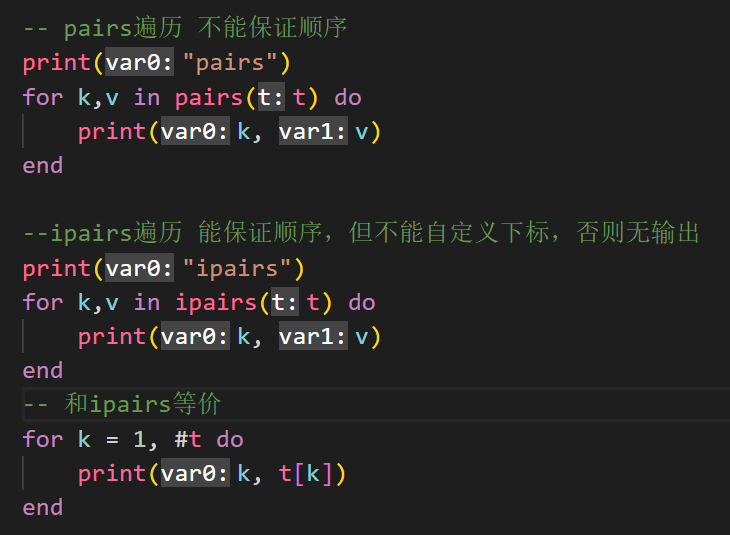 -- pairs遍历 不能保证顺序
print(var0: "pairs")
for k,v in pairs(t: t) do
    print(var0: k, var1: v)
end
--ipairs遍历 能保证顺序，但不能自定义下标，否则无输出
print(var0: "ipairs")
for k,v in ipairs(t: t) do
    print(var0: k, var1: v)
end
-- 和ipairs等价
for k = 1, #t do
    print(var0: k, t[k])
end